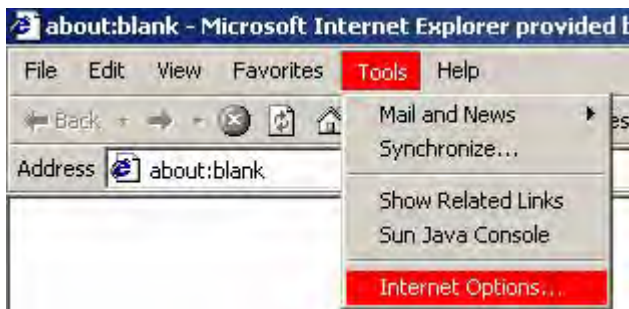 about:blank - Microsoft Internet Explorer provided b
File Edit View Favorites Tools Help
Back
Mail and News
Synchronize...
Address about:blank
Show Related Links
Sun Java Console
Internet Options...